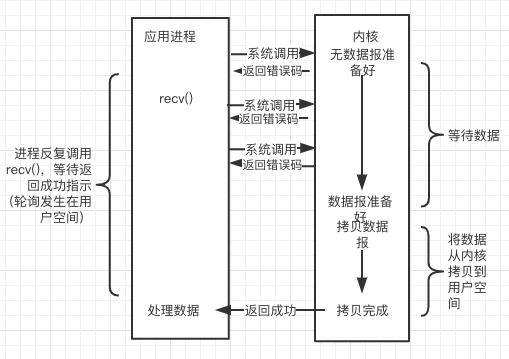 应用进程
recv()
处理数据
系统调用
返回错误码
系统调用
返回错误码
系统调用
返回错误码
返回成功
内核
无数据报准
备好
数据报准备
好
拷贝数据
报
拷贝完成
进程反复调用
recv()，等待返
回成功指示
（轮询发生在用
户空间）
等待数据
将数据
从内核
拷贝到
用户空
间